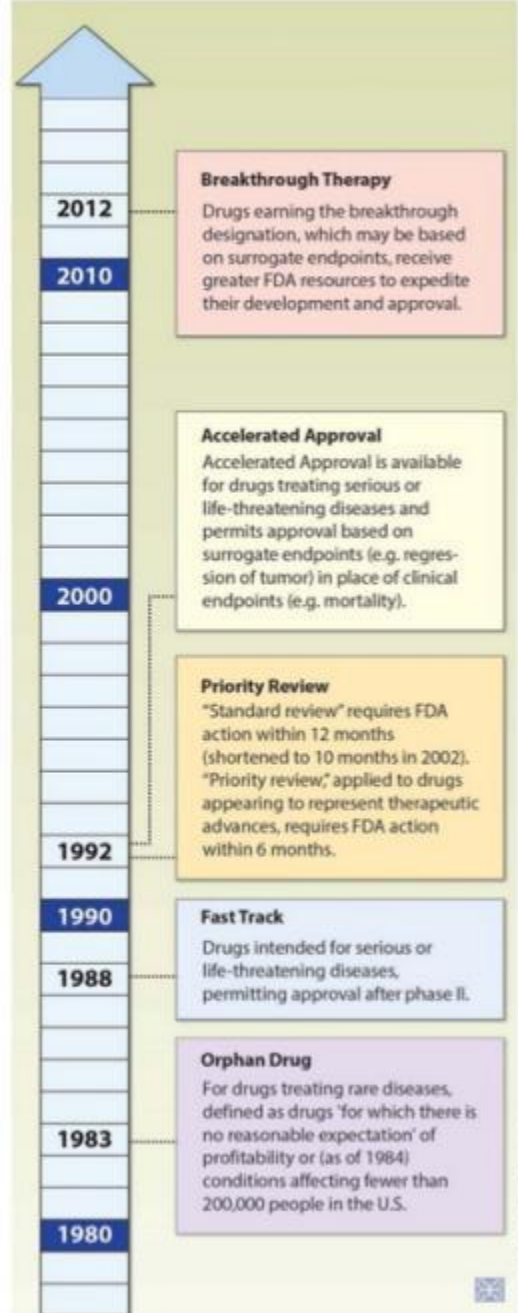 2012
Breakthrough Therapy
Drugs earning the breakthrough
designation, which may be based
on surrogate endpoints, receive
greater FDA resources to expedite
their development and approval.
2010
Accelerated Approval
Accelerated Approval is available
for drugs treating serious or
life-threatening diseases and
permits approval based on
surrogate endpoints (e.g. regres-
sion of tumor) in place of clinical
endpoints (e.g. mortality).
2000
Priority Review
"Standard review" requires FDA
action within 12 months
(shortened to 10 months in 2002).
"Priority review," applied to drugs
appearing to represent therapeutic
advances, requires FDA action
within 6 months.
1992
1990
Fast Track
Drugs intended for serious or
life-threatening diseases,
permitting approval after phase II.
1988
Orphan Drug
For drugs treating rare diseases,
defined as drugs 'for which there is
no reasonable expectation' of
profitability or (as of 1984)
conditions affecting fewer than
200,000 people in the U.S.
1983
1980